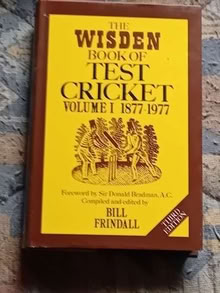 THE
WISDEN
BOOK OF
TEST
CRICKET
VOLUME I 1877-1977
Foreword by Sir Donald Bradman, A.C.
Compiled and edited by
BILL
FRINDALL
THIRD
EDITION